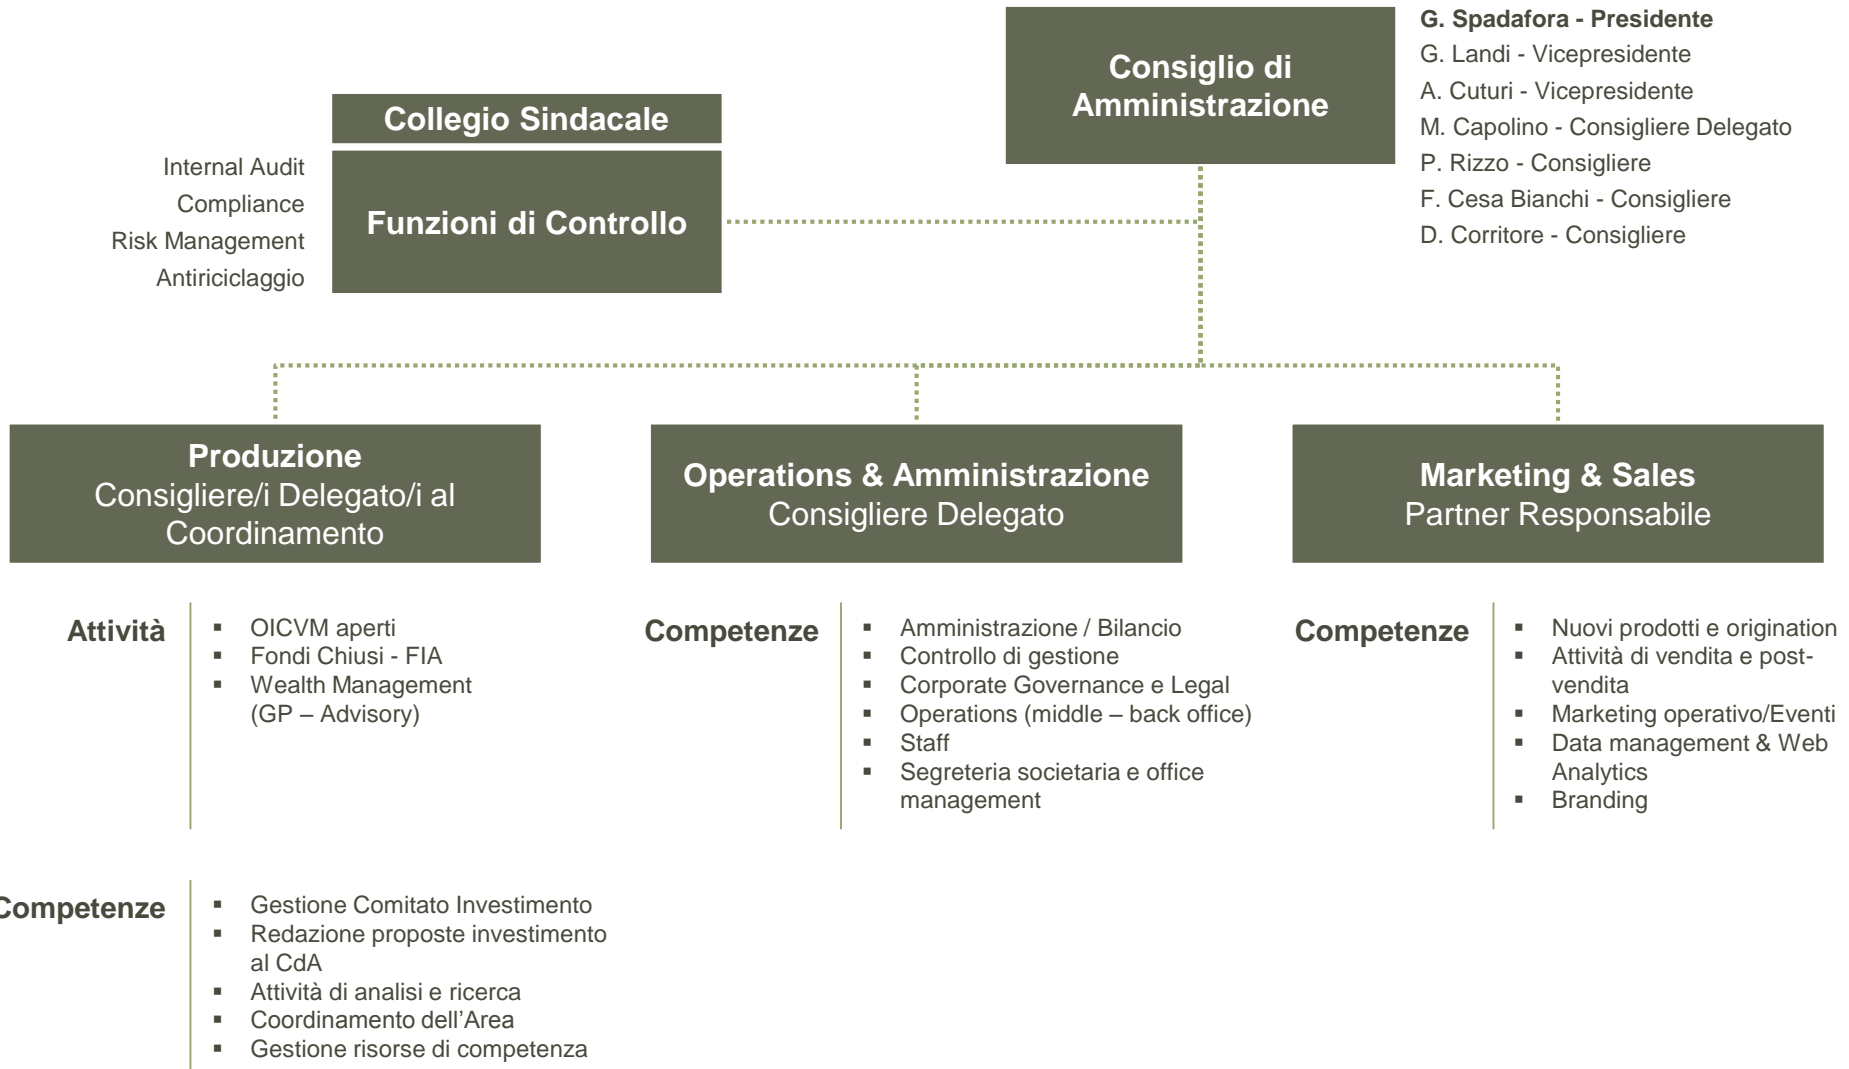 Consiglio di
Amministrazione
G. Spadafora - Presidente
G. Landi - Vicepresidente
A. Cuturi - Vicepresidente
M. Capolino - Consigliere Delegato
P. Rizzo - Consigliere
F. Cesa Bianchi - Consigliere
D. Corritore - Consigliere
Collegio Sindacale
Internal Audit
Compliance
Risk Management
Antiriciclaggio
Funzioni di Controllo
Produzione
Consigliere/i Delegato/i al
Coordinamento
Operations & Amministrazione
Consigliere Delegato
Marketing & Sales
Partner Responsabile
Attività
▪ OICVM aperti
▪ Fondi Chiusi - FIA
▪ Wealth Management
(GP – Advisory)
Competenze
▪ Amministrazione / Bilancio
▪ Controllo di gestione
▪ Corporate Governance e Legal
▪ Operations (middle – back office)
▪ Staff
▪ Segreteria societaria e office
management
Competenze
▪ Nuovi prodotti e origination
▪ Attività di vendita e post-
vendita
▪ Marketing operativo/Eventi
▪ Data management & Web
Analytics
▪ Branding
Competenze
▪ Gestione Comitato Investimento
▪ Redazione proposte investimento
al CdA
▪ Attività di analisi e ricerca
▪ Coordinamento dell’Area
▪ Gestione risorse di competenza